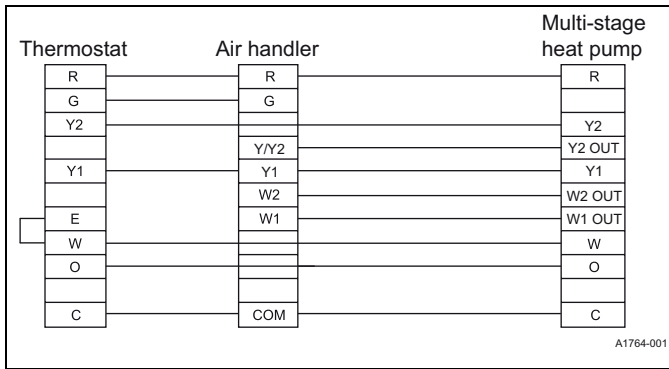 Multi-stage
Thermostat Air handler heat pump
R R R
G G
Y2 Y2
Y/Y2 Y2 OUT
Y1 Y1 Y1
W2 W2 OUT
E W1 W1 OUT
W W
O O
C COM C
A1764-001